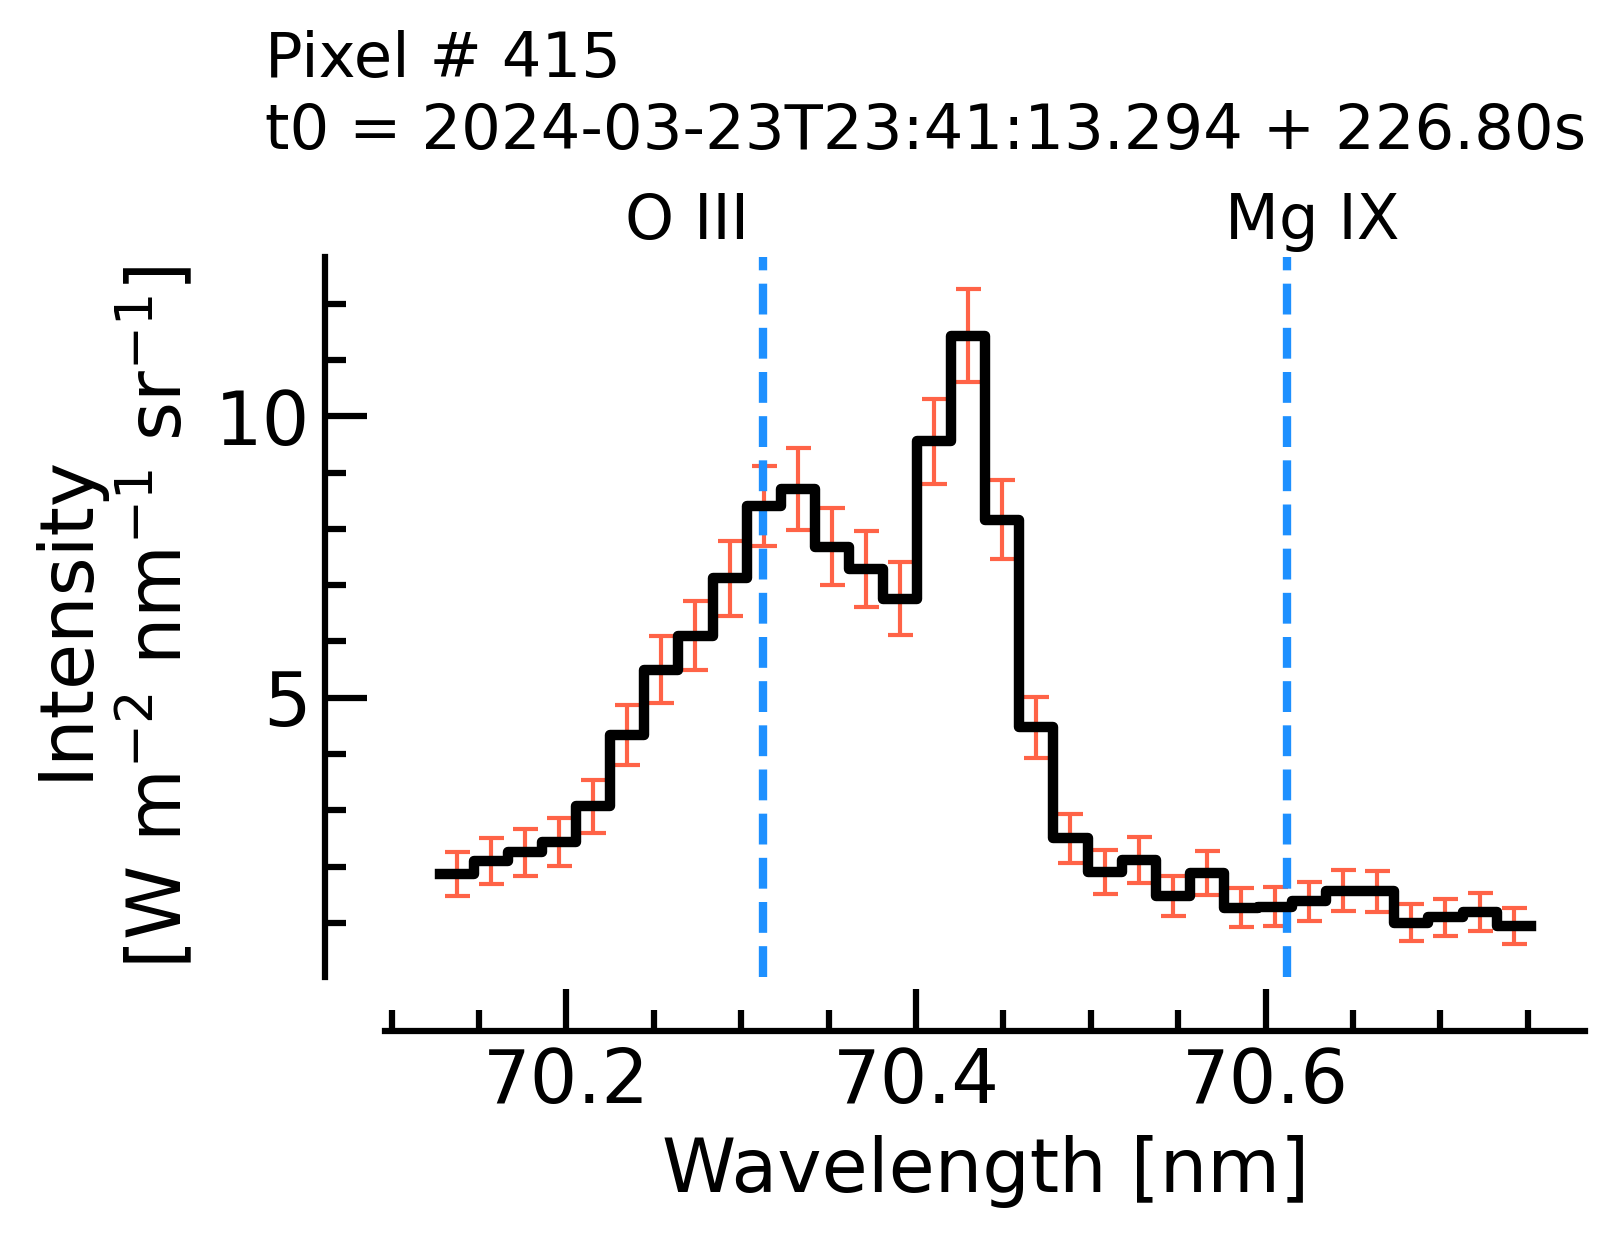 Pixel # 415
t0 = 2024-03-23T23:41:13.294 + 226.80s
O III
Mg IX
Intensity
[W m⁻² nm⁻¹ sr⁻¹]
10
5
70.2
70.4
70.6
Wavelength [nm]